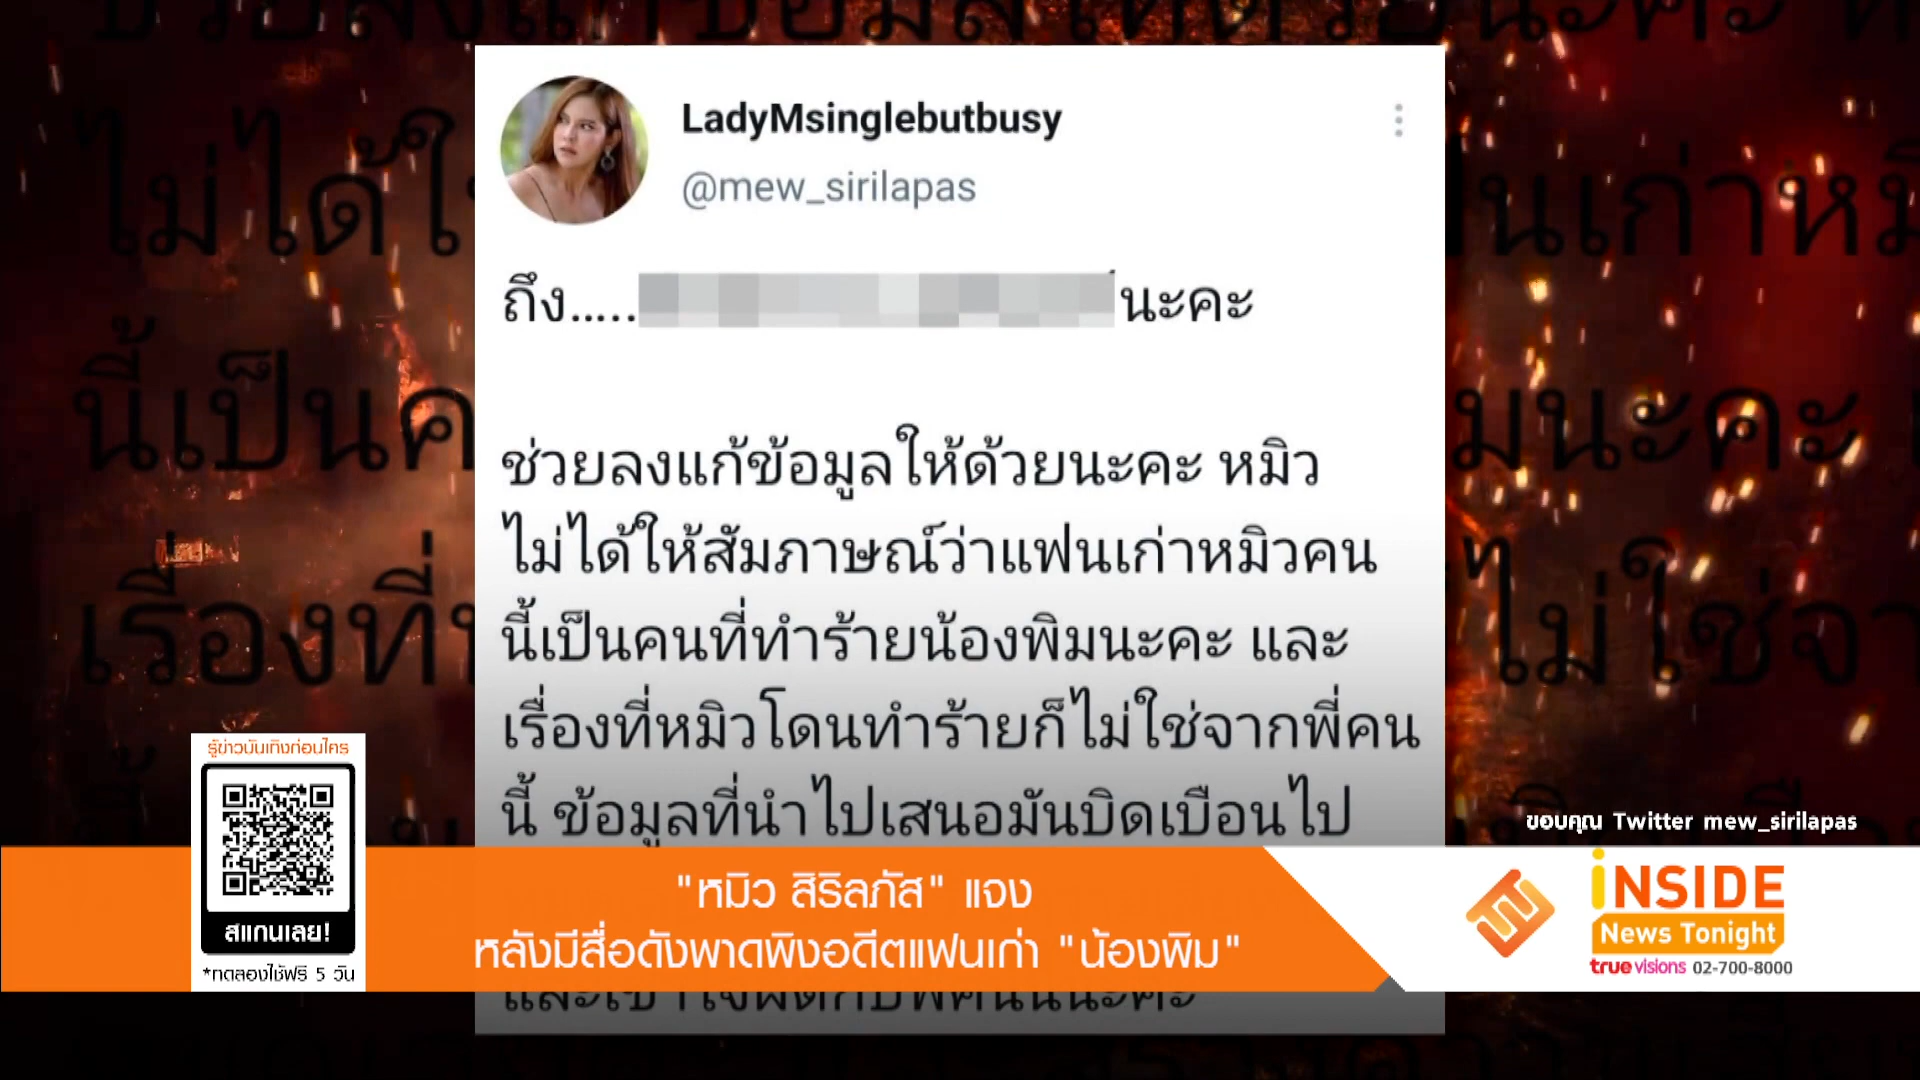 LadyMsinglebutbusy
@mew_sirilapas
ถึง..... นะคะ
ช่วยลงแก้ข้อมูลให้ด้วยนะคะ หมิว
ไม่ได้ให้สัมภาษณ์ว่าแฟนเก่าหมิวคน
นี้เป็นคนที่ทำร้ายน้องพิมนะคะ และ
เรื่องที่หมิวโดนทำร้ายก็ไม่ใช่จากพี่คน
นี้ ข้อมูลที่นำไปเสนอมันบิดเบือนไป
รู้ข่าวบันเทิงก่อนใคร
สแกนเลย!
*ทดลองใช้ฟรี 5 วัน
ขอบคุณ Twitter mew_sirilapas
"หมิว สิริลภัส" แจง
หลังมีสื่อดังพาดพิงอดีตแฟนเก่า "น้องพิม"
iNSIDE
News Tonight
truevisions 02-700-8000